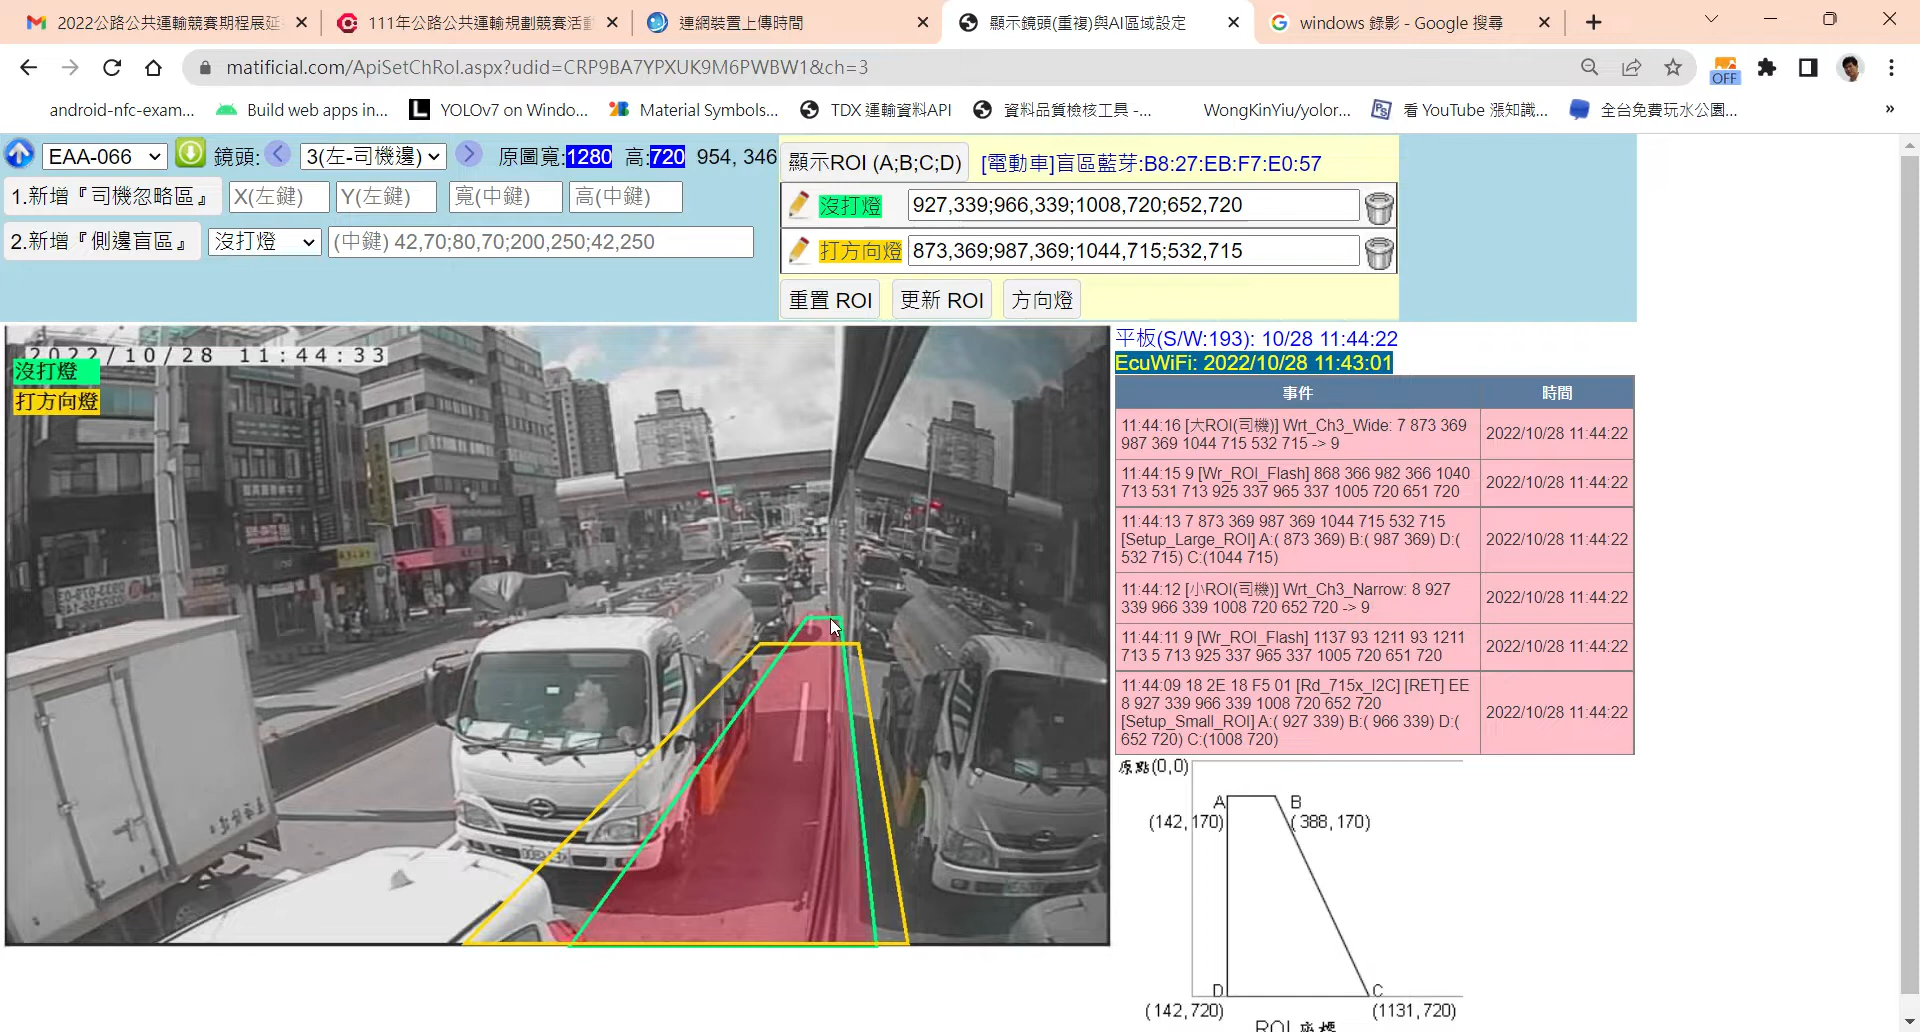 2022公路公共運輸競賽期程展延
111年公路公共運輸規劃競賽活動
連網裝置上傳時間
顯示鏡頭(重複)與AI區域設定
windows 錄影 - Google 搜尋
matificial.com/ApiSetChRoI.aspx?udid=CRP9BA7YPXUK9M6PWBW1&ch=3
OFF
android-nfc-exam...
Build web apps in...
YOLOv7 on Windo...
Material Symbols...
TDX 運輸資料API
資料品質檢核工具 -...
WongKinYiu/yolor...
看 YouTube 漲知識...
全台免費玩水公園...
»
EAA-066
鏡頭:
3(左-司機邊)
原圖寬:1280 高:720 954, 346
顯示ROI (A;B;C;D)
[電動車]盲區藍芽:B8:27:EB:F7:E0:57
1.新增『司機忽略區』
X(左鍵)
Y(左鍵)
寬(中鍵)
高(中鍵)
沒打燈
927,339;966,339;1008,720;652,720
2.新增『側邊盲區』
沒打燈
(中鍵) 42,70;80,70;200,250;42,250
打方向燈
873,369;987,369;1044,715;532,715
重置 ROI
更新 ROI
方向燈
2022/10/28 11:44:33
沒打燈
打方向燈
平板(S/W:193): 10/28 11:44:22
EcuWiFi: 2022/10/28 11:43:01
事件 時間
11:44:16 [大ROI(司機)] Wrt_Ch3_Wide: 7 873 369
987 369 1044 715 532 715 -> 9
2022/10/28 11:44:22
11:44:15 9 [Wr_ROI_Flash] 868 366 982 366 1040
713 531 713 925 337 965 337 1005 720 651 720
2022/10/28 11:44:22
11:44:13 7 873 369 987 369 1044 715 532 715
[Setup_Large_ROI] A:( 873 369) B:( 987 369) D:(
532 715) C:(1044 715)
2022/10/28 11:44:22
11:44:12 [小ROI(司機)] Wrt_Ch3_Narrow: 8 927
339 966 339 1008 720 652 720 -> 9
2022/10/28 11:44:22
11:44:11 9 [Wr_ROI_Flash] 1137 93 1211 93 1211
713 5 713 925 337 965 337 1005 720 651 720
2022/10/28 11:44:22
11:44:09 18 2E 18 F5 01 [Rd_715x_I2C] [RET] EE
8 927 339 966 339 1008 720 652 720
[Setup_Small_ROI] A:( 927 339) B:( 966 339) D:(
652 720) C:(1008 720)
2022/10/28 11:44:22
原點(0,0)
A B
(142,170) (388,170)
D C
(142,720) (1131,720)
ROI 座標